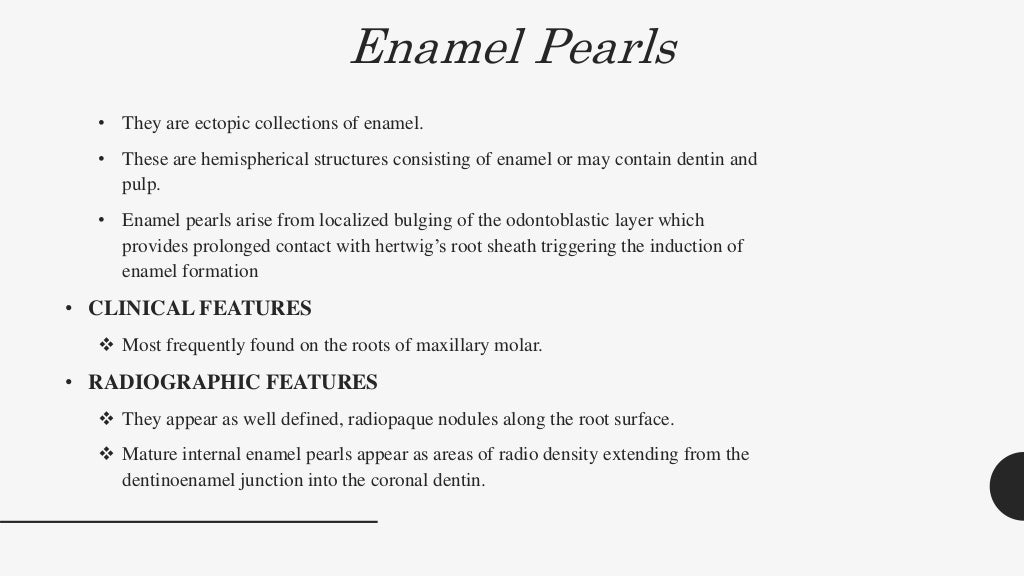 Enamel Pearls
• They are ectopic collections of enamel.
• These are hemispherical structures consisting of enamel or may contain dentin and
pulp.
• Enamel pearls arise from localized bulging of the odontoblastic layer which
provides prolonged contact with hertwig’s root sheath triggering the induction of
enamel formation
• CLINICAL FEATURES
❖ Most frequently found on the roots of maxillary molar.
• RADIOGRAPHIC FEATURES
❖ They appear as well defined, radiopaque nodules along the root surface.
❖ Mature internal enamel pearls appear as areas of radio density extending from the
dentinoenamel junction into the coronal dentin.